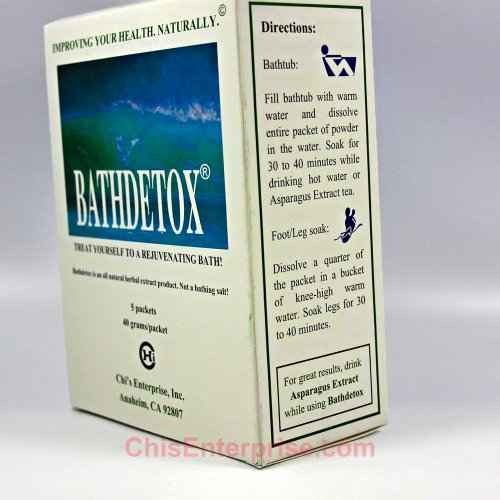 IMPROVING YOUR HEALTH. NATURALLY.©
BATHDETOX®
TREAT YOURSELF TO A REJUVENATING BATH!
Bathdetox is an all natural herbal extract product. Not a bathing salt!
5 packets
40 grams/packet
CHi
Chi's Enterprise, Inc.
Anaheim, CA 92807
Directions:
Bathtub:
Fill bathtub with warm
water and dissolve
entire packet of powder
in the water. Soak for
30 to 40 minutes while
drinking hot water or
Asparagus Extract tea.
Foot/Leg soak:
Dissolve a quarter of
the packet in a bucket
of knee-high warm
water. Soak legs for 30
to 40 minutes.
For great results, drink
Asparagus Extract
while using Bathdetox
ChisEnterprise.com